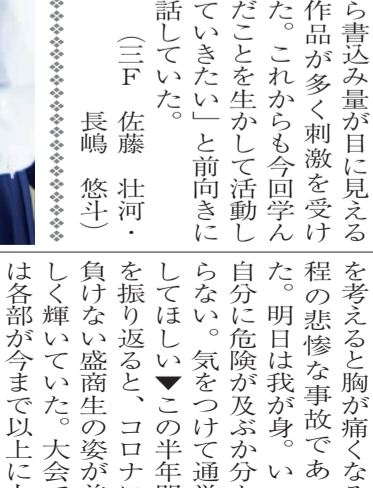 ら書込み量が目に見える
作品が多く刺激を受け
た。これからも今回学ん
だことを生かして活動し
ていきたい」と前向きに
話していた。
（三F　佐藤　壮河・
長嶋　悠斗）
を考えると胸が痛くなる
程の悲惨な事故であ
た。明日は我が身。い
自分に危険が及ぶか分
らない。気をつけて通学
してほしい▼この半年間
を振り返ると、コロナに
負けない盛商生の姿が
しく輝いていた。大会
は各部が今まで以上に